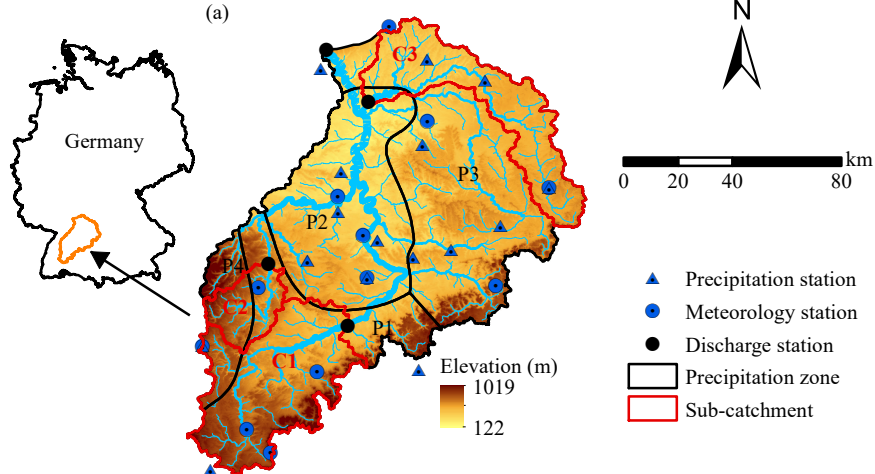 (a)
N
Germany
C3
P3
P2
P4
C2
P1
C1
km
0 20 40 80
Precipitation station
Meteorology station
Discharge station
Precipitation zone
Sub-catchment
Elevation (m)
1019
122